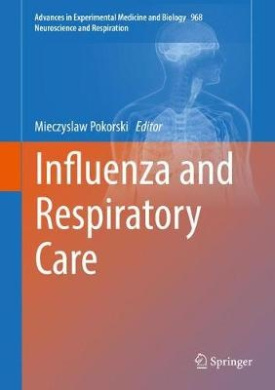 Advances in Experimental Medicine and Biology 968
Neuroscience and Respiration
Mieczyslaw Pokorski Editor
Influenza and
Respiratory
Care
Springer